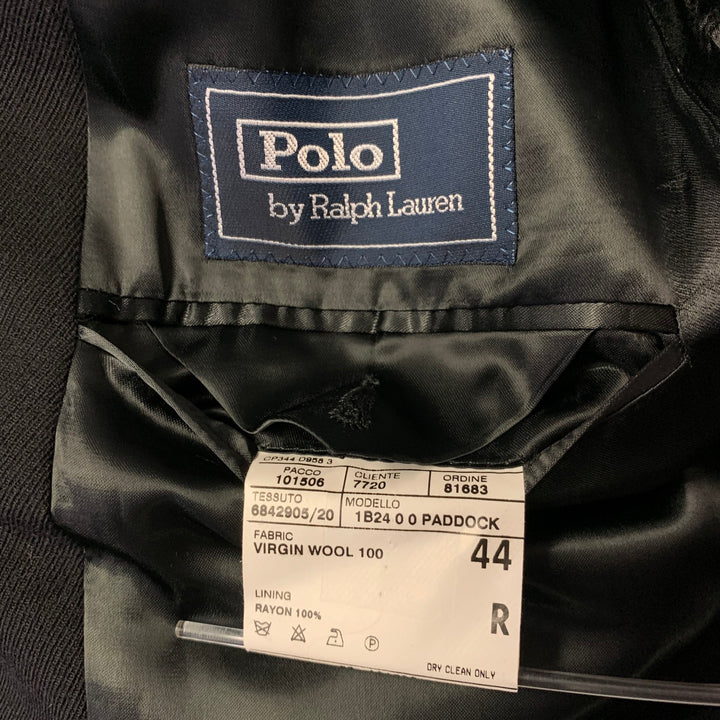 Polo
by Ralph Lauren
CP344 D958 3
PACCO CLIENTE ORDINE
101506 7720 81683
TESSUTO MODELLO
6842905/20 1B24 0 0 PADDOCK
FABRIC
VIRGIN WOOL 100
44
LINING
RAYON 100%
R
P
DRY CLEAN ONLY